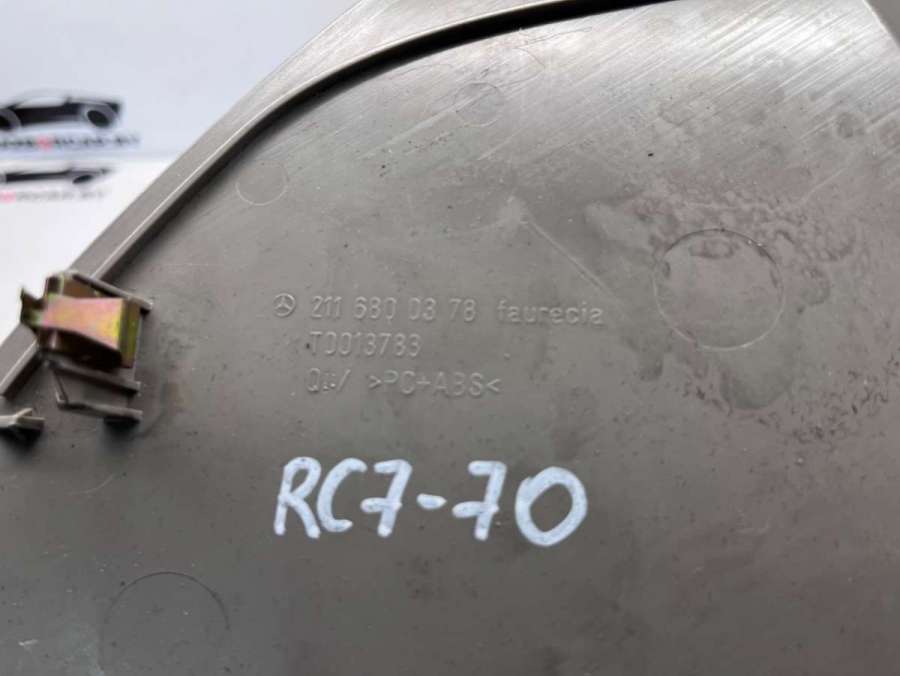 211 680 03 78 faurecia
T0013783
>PC+ABS<
RC7-70